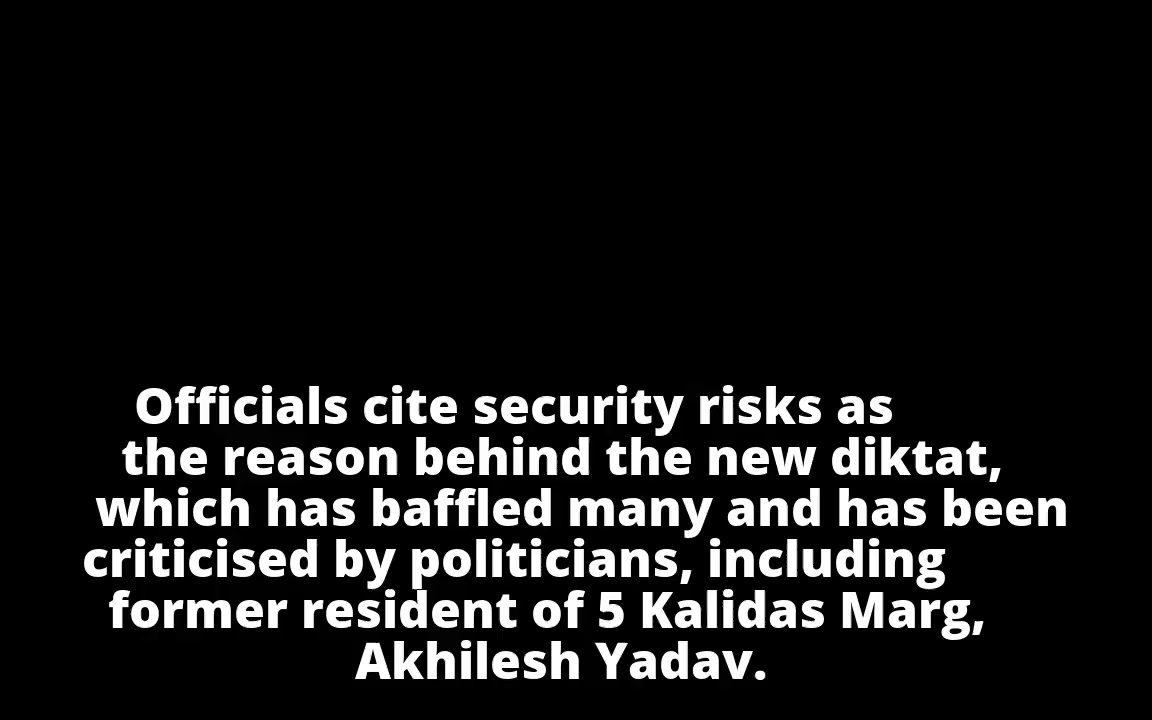 Officials cite security risks as
the reason behind the new diktat,
which has baffled many and has been
criticised by politicians, including
former resident of 5 Kalidas Marg,
Akhilesh Yadav.